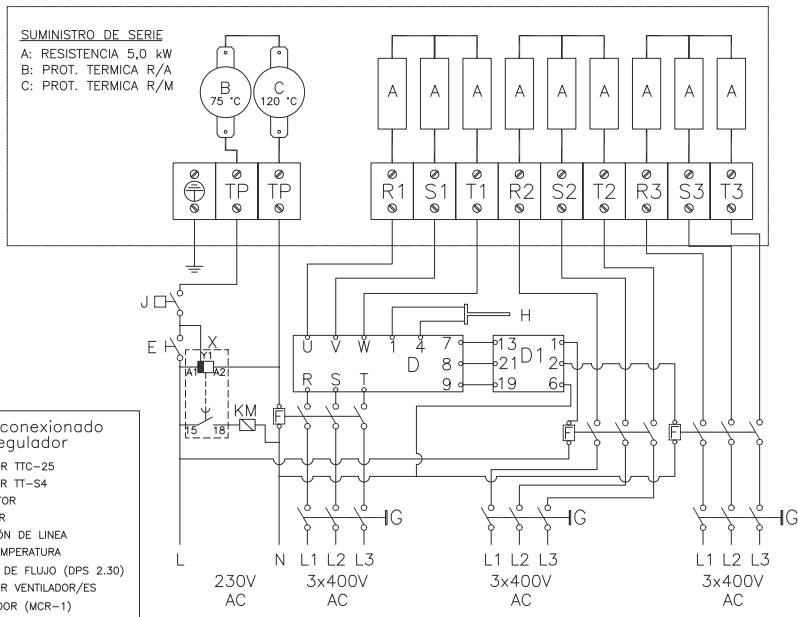 SUMINISTRO DE SERIE
A: RESISTENCIA 5,0 kW
B: PROT. TERMICA R/A
C: PROT. TERMICA R/M
B
75 °C
C
120 °C
A A A A A A A A A
TP TP R1 S1 T1 R2 S2 T2 R3 S3 T3
J
H
E
X
Y1
A1 A2
15 18
KM
U V W 1 4 7
D
8
R S T 9
13 D1 1
21 2
19 6
F F F
G G G
L N L1 L2 L3 L1 L2 L3 L1 L2 L3
230V 3x400V 3x400V 3x400V
AC AC AC AC
conexionado
egulador
R TTC-25
R TT-S4
TOR
R
ÓN DE LINEA
MPERATURA
DE FLUJO (DPS 2.30)
R VENTILADOR/ES
DOR (MCR-1)